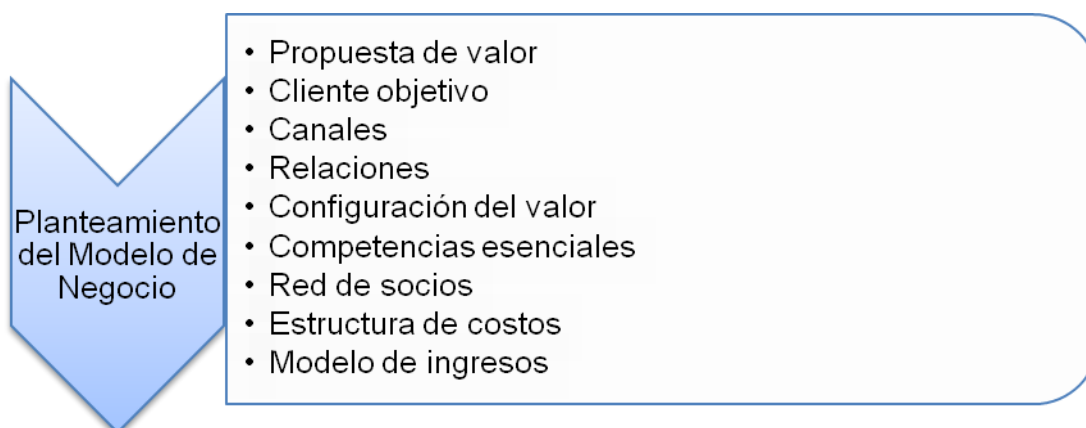 Planteamiento
del Modelo de
Negocio
• Propuesta de valor
• Cliente objetivo
• Canales
• Relaciones
• Configuración del valor
• Competencias esenciales
• Red de socios
• Estructura de costos
• Modelo de ingresos